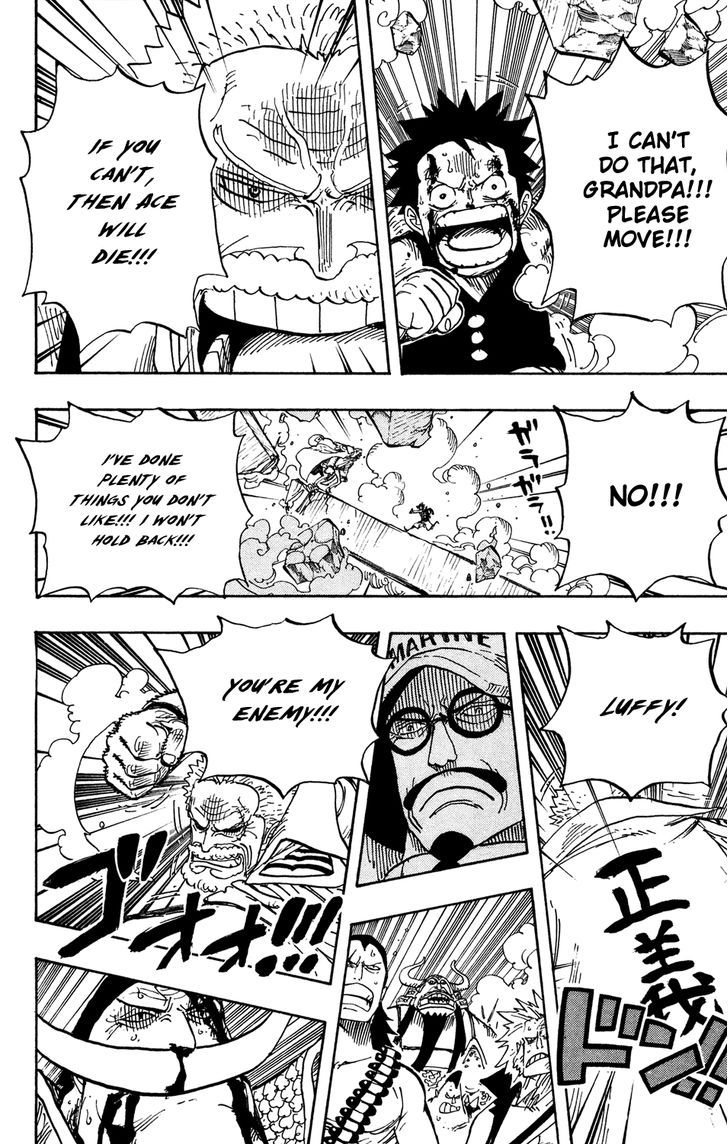 I CAN'T
DO THAT,
GRANDPA!!!
PLEASE
MOVE!!!
IF YOU
CAN'T,
THEN ACE
WILL
DIE!!!
NO!!!
ガラガラ!!
I'VE DONE
PLENTY OF
THINGS YOU DON'T
LIKE!!! I WON'T
HOLD BACK!!!
LUFFY!
正義
ドン!!
MARINE
YOU'RE MY
ENEMY!!!
ゴオオ!!!